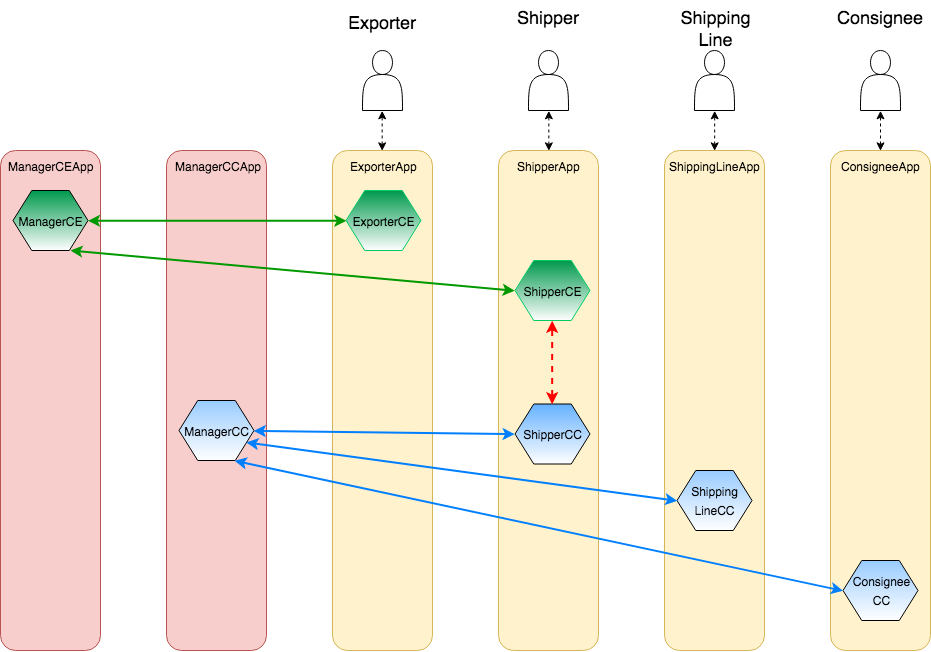 Exporter
Shipper
Shipping
Line
Consignee
ManagerCEApp
ManagerCCApp
ExporterApp
ShipperApp
ShippingLineApp
ConsigneeApp
ManagerCE
ExporterCE
ShipperCE
ManagerCC
ShipperCC
Shipping
LineCC
Consignee
CC